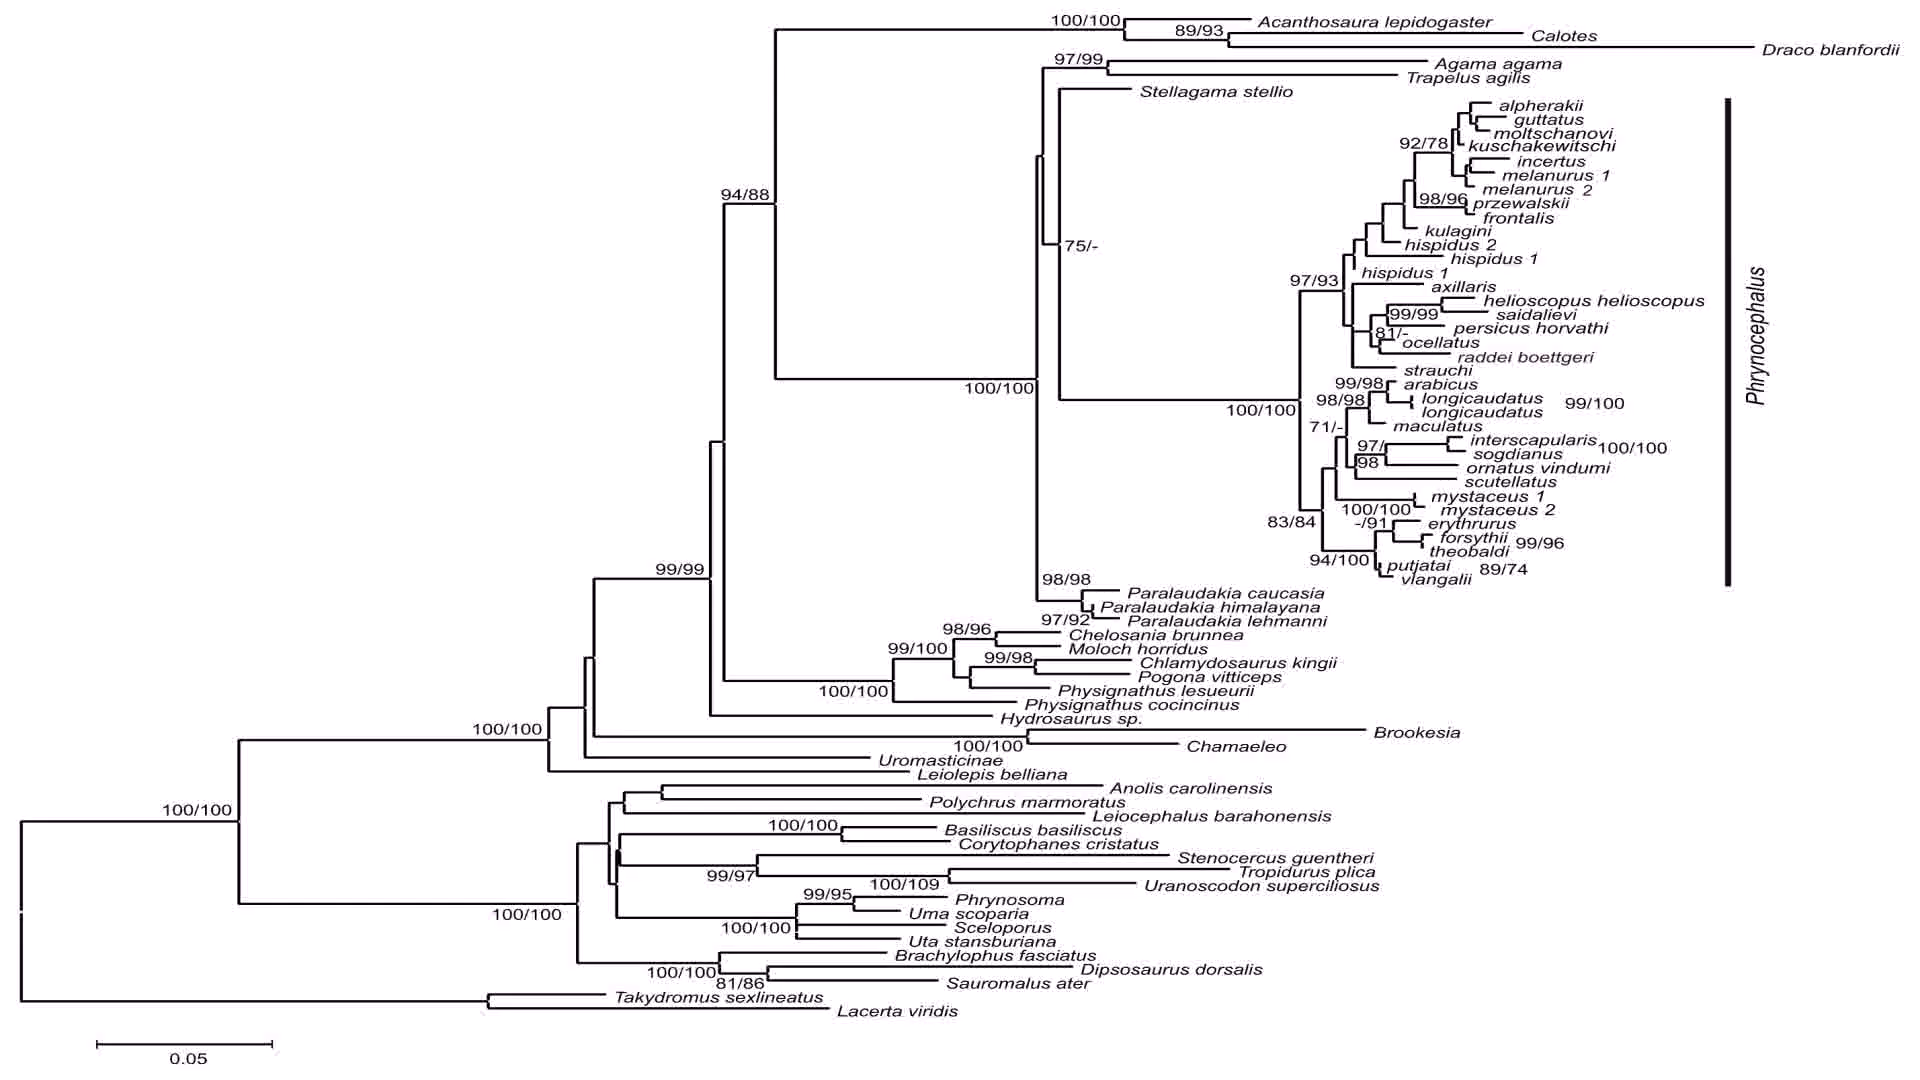 100/100
Acanthosaura lepidogaster
89/93
Calotes
Draco blanfordii
97/99
Agama agama
Trapelus agilis
Stellagama stellio
alpherakii
guttatus
moltschanovi
92/78
kuschakewitschi
incertus
melanurus 1
melanurus 2
98/96
przewalskii
frontalis
kulagini
hispidus 2
hispidus 1
hispidus 1
97/93
axillaris
helioscopus helioscopus
99/99
saidalievi
persicus horvathi
81/-
ocellatus
raddei boettgeri
strauchi
99/98
arabicus
98/98
longicaudatus
99/100
longicaudatus
71/-
maculatus
interscapularis
100/100
97/
98
sogdianus
ornatus vindumi
scutellatus
mystaceus 1
100/100
mystaceus 2
-/91
erythrurus
forsythii
99/96
theobaldi
94/100
putjatai
89/74
vlangalii
83/84
100/100
Phrynocephalus
75/-
94/88
100/100
98/98
Paralaudakia caucasia
Paralaudakia himalayana
97/92
Paralaudakia lehmanni
98/96
Chelosania brunnea
99/100
Moloch horridus
99/98
Chlamydosaurus kingii
Pogona vitticeps
100/100
Physignathus lesueurii
Physignathus cocincinus
Hydrosaurus sp.
99/99
Brookesia
100/100
Chamaeleo
Uromasticinae
Leiolepis belliana
100/100
100/100
Anolis carolinensis
Polychrus marmoratus
Leiocephalus barahonensis
100/100
Basiliscus basiliscus
Corytophanes cristatus
Stenocercus guentheri
99/97
Tropidurus plica
100/109
Uranoscodon superciliosus
99/95
Phrynosoma
Uma scoparia
100/100
Sceloporus
Uta stansburiana
100/100
Brachylophus fasciatus
100/100
Dipsosaurus dorsalis
81/86
Sauromalus ater
Takydromus sexlineatus
Lacerta viridis
0.05